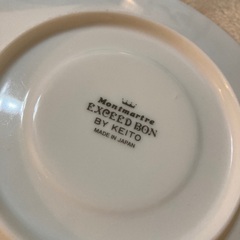 Montmartre
EXCEED BON
BY KEITO
MADE IN JAPAN